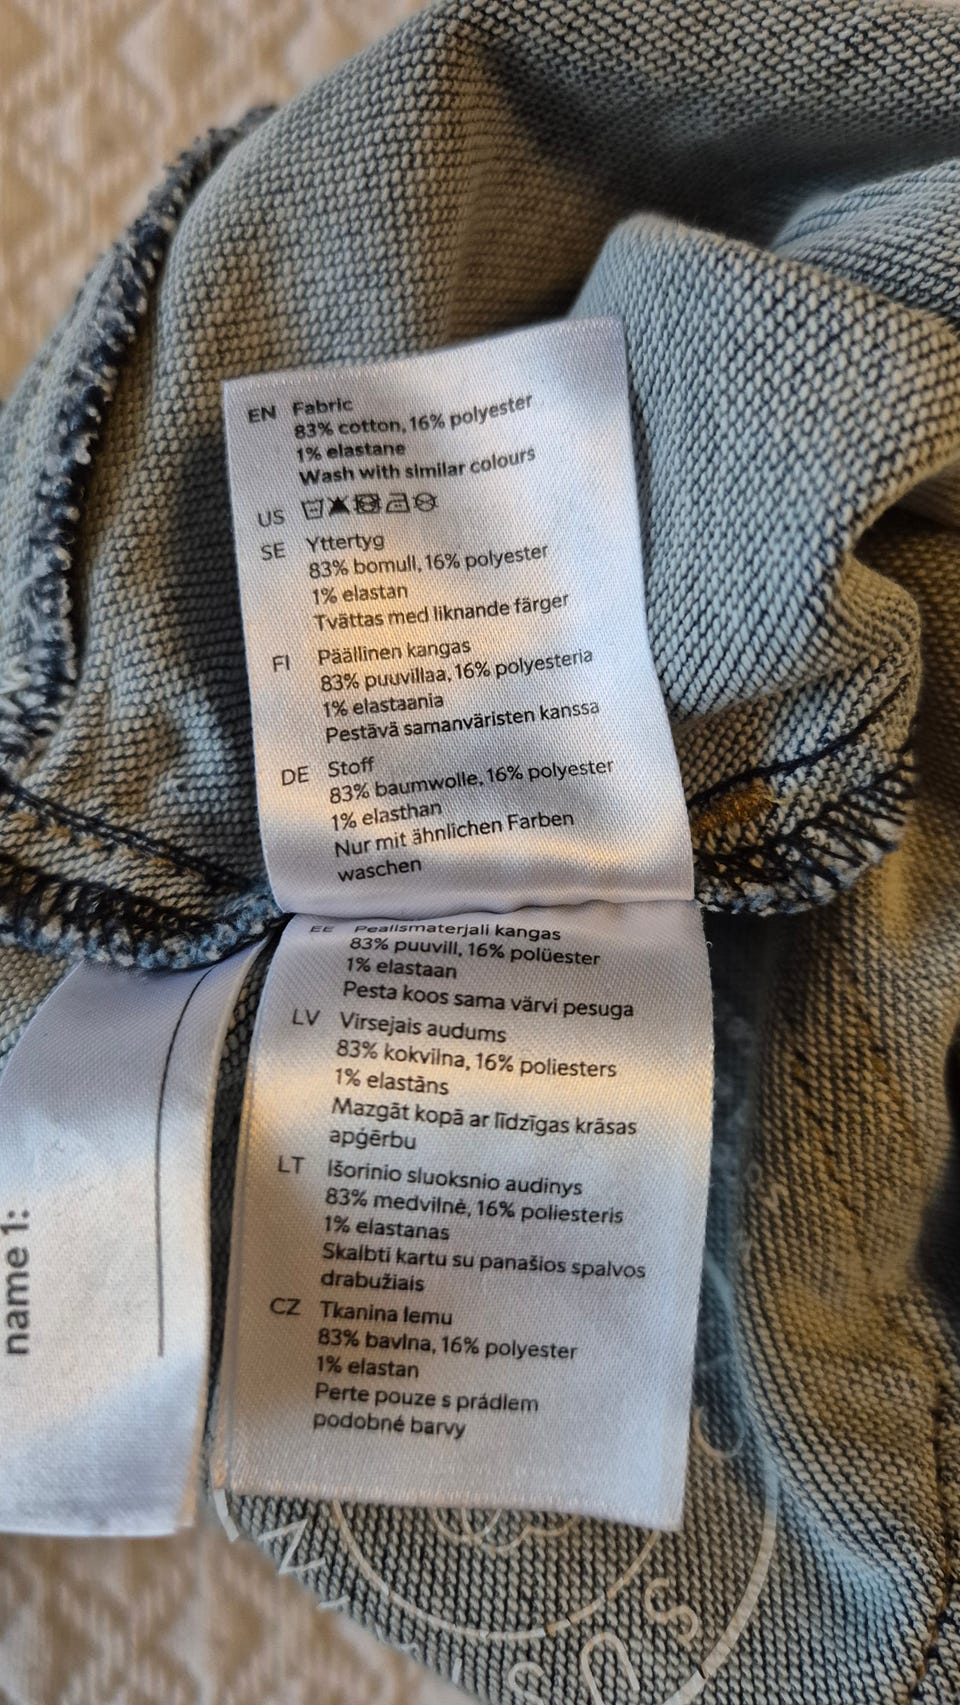 EN Fabric
83% cotton, 16% polyester
1% elastane
Wash with similar colours
US
SE Yttertyg
83% bomull, 16% polyester
1% elastan
Tvättas med liknande färger
FI Päällinen kangas
83% puuvillaa, 16% polyesteria
1% elastaania
Pestävä samanväristen kanssa
DE Stoff
83% baumwolle, 16% polyester
1% elasthan
Nur mit ähnlichen Farben
waschen
EE Pealismaterjali kangas
83% puuvill, 16% polüester
1% elastaan
Pesta koos sama värvi pesuga
LV Virsejais audums
83% kokvilna, 16% poliesters
1% elastāns
Mazgāt kopā ar līdzīgas krāsas
apģērbu
LT Išorinio sluoksnio audinys
83% medvilnė, 16% poliesteris
1% elastanas
Skalbti kartu su panašios spalvos
drabužiais
CZ Tkanina lemu
83% bavlna, 16% polyester
1% elastan
Perte pouze s prádlem
podobné barvy
name 1: